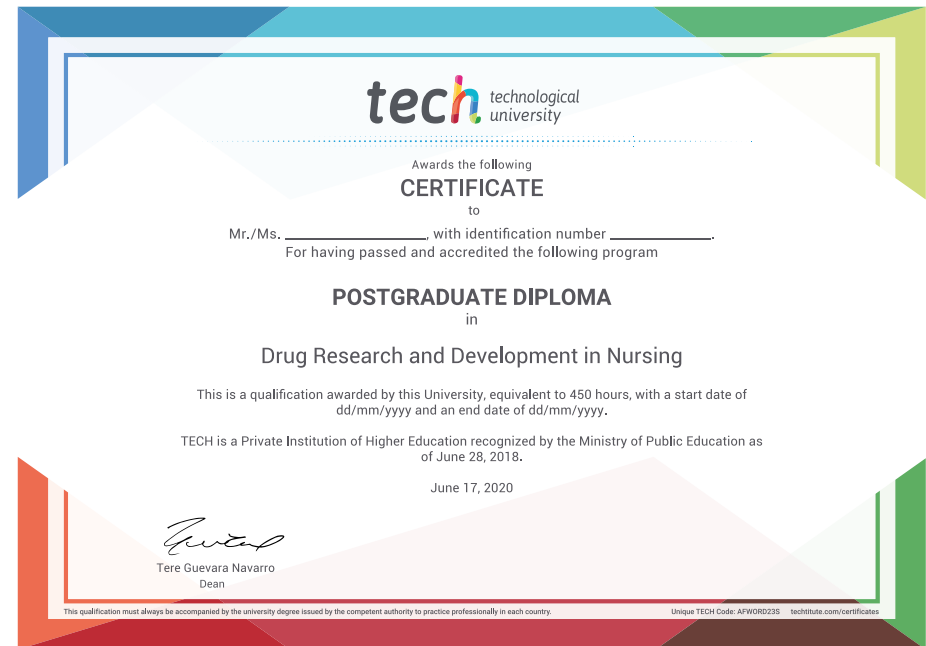 tech technological
university
Awards the following
CERTIFICATE
to
Mr./Ms. ____________________, with identification number ______________.
For having passed and accredited the following program
POSTGRADUATE DIPLOMA
in
Drug Research and Development in Nursing
This is a qualification awarded by this University, equivalent to 450 hours, with a start date of
dd/mm/yyyy and an end date of dd/mm/yyyy.
TECH is a Private Institution of Higher Education recognized by the Ministry of Public Education as
of June 28, 2018.
June 17, 2020
Tere Guevara Navarro
Dean
This qualification must always be accompanied by the university degree issued by the competent authority to practice professionally in each country. Unique TECH Code: AFWORD23S techtitute.com/certificates